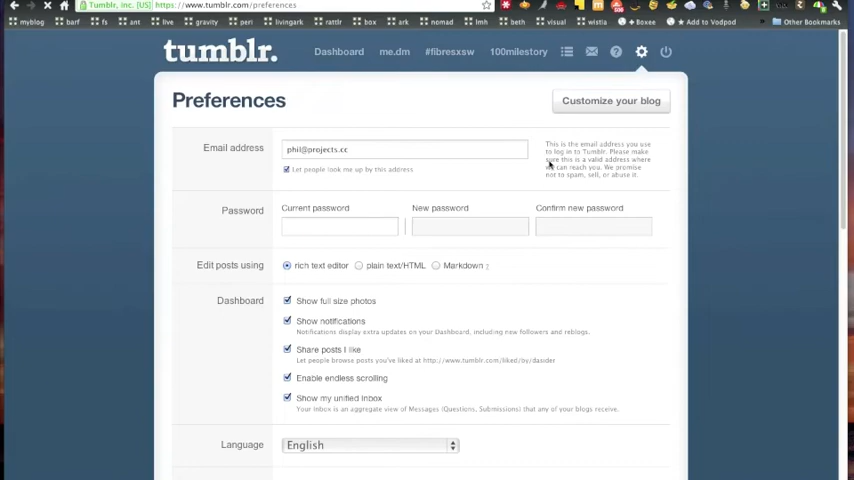 Tumblr, Inc. [US] https://www.tumblr.com/preferences
myblog barf fs ant live gravity peri livingark rattlr box ark nomad lmh beth visual wistia Boxee Add to Vodpod Other Bookmarks
tumblr. Dashboard me.dm #fibresxsw 100milestory
Preferences
Customize your blog
Email address
phil@projects.cc
Let people look me up by this address
This is the email address you use
to log in to Tumblr. Please make
sure this is a valid address where
we can reach you. We promise
not to spam, sell, or abuse it.
Password
Current password New password Confirm new password
Edit posts using rich text editor plain text/HTML Markdown ?
Dashboard Show full size photos
Show notifications
Notifications display extra updates on your Dashboard, including new followers and reblogs.
Share posts I like
Let people browse posts you've liked at http://www.tumblr.com/liked/by/dasider
Enable endless scrolling
Show my unified Inbox
Your Inbox is an aggregate view of Messages (Questions, Submissions) that any of your blogs receive.
Language English